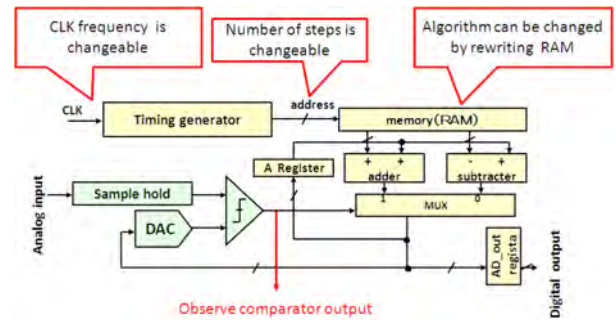 CLK frequency is
changeable
Number of steps is
changeable
Algorithm can be changed
by rewriting RAM
CLK
Timing generator
address
memory(RAM)
A Register
+ +
adder
- +
subtracter
1 0
MUX
Analog input
Sample hold
DAC
AD_out
regista
Digital output
Observe comparator output